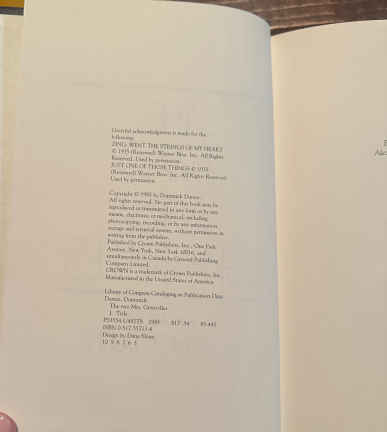 Grateful acknowledgment is made for the
following:
ZING WENT THE STRINGS OF MY HEART
© 1935 (Renewed) Warner Bros. Inc. All Rights
Reserved. Used by permission.
JUST ONE OF THOSE THINGS © 1935
(Renewed) Warner Bros. Inc. All Rights Reserved.
Used by permission.
Copyright © 1985 by Dominick Dunne
All rights reserved. No part of this book may be
reproduced or transmitted in any form or by any
means, electronic or mechanical, including
photocopying, recording, or by any information
storage and retrieval system, without permission in
writing from the publisher.
Published by Crown Publishers, Inc., One Park
Avenue, New York, New York 10016, and
simultaneously in Canada by General Publishing
Company Limited
CROWN is a trademark of Crown Publishers, Inc.
Manufactured in the United States of America
Library of Congress Cataloging in Publication Data
Dunne, Dominick.
The two Mrs. Grenvilles
I. Title.
1985
Design by Dana Sloan
10 9 8 7 6 5